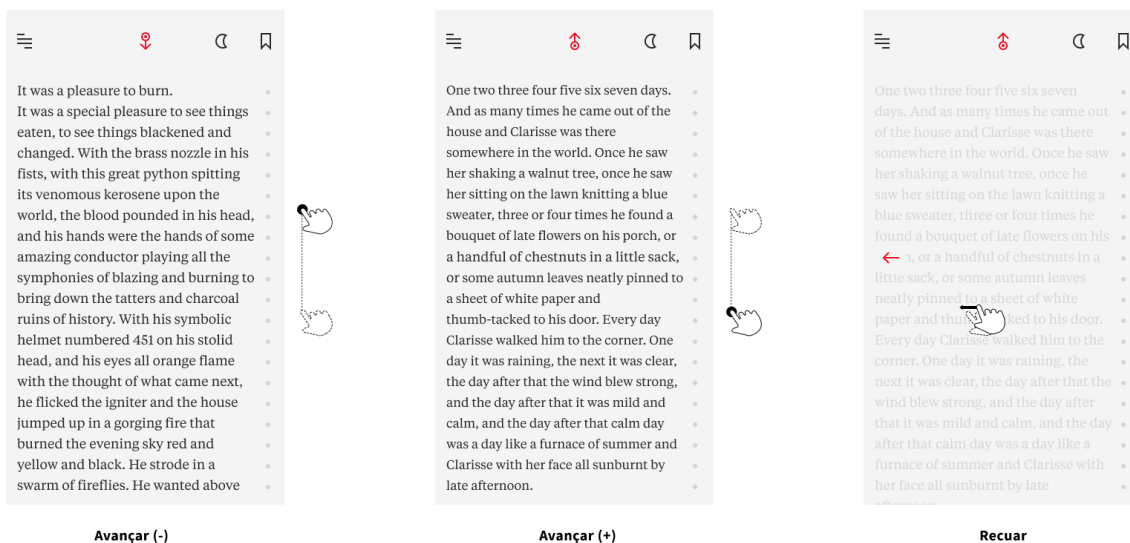 It was a pleasure to burn.
It was a special pleasure to see things
eaten, to see things blackened and
changed. With the brass nozzle in his
fists, with this great python spitting
its venomous kerosene upon the
world, the blood pounded in his head,
and his hands were the hands of some
amazing conductor playing all the
symphonies of blazing and burning to
bring down the tatters and charcoal
ruins of history. With his symbolic
helmet numbered 451 on his stolid
head, and his eyes all orange flame
with the thought of what came next,
he flicked the igniter and the house
jumped up in a gorging fire that
burned the evening sky red and
yellow and black. He strode in a
swarm of fireflies. He wanted above
Avançar (-)
One two three four five six seven days.
And as many times he came out of the
house and Clarisse was there
somewhere in the world. Once he saw
her shaking a walnut tree, once he saw
her sitting on the lawn knitting a blue
sweater, three or four times he found a
bouquet of late flowers on his porch, or
a handful of chestnuts in a little sack,
or some autumn leaves neatly pinned to
a sheet of white paper and
thumb-tacked to his door. Every day
Clarisse walked him to the corner. One
day it was raining, the next it was clear,
the day after that the wind blew strong,
and the day after that it was mild and
calm, and the day after that calm day
was a day like a furnace of summer and
Clarisse with her face all sunburnt by
late afternoon.
Avançar (+)
One two three four five six seven
days. And as many times he came out
of the house and Clarisse was there
somewhere in the world. Once he saw
her shaking a walnut tree, once he
saw her sitting on the lawn knitting a
blue sweater, three or four times he
found a bouquet of late flowers on his
, or a handful of chestnuts in a
little sack, or some autumn leaves
neatly pinned to a sheet of white
paper and to his door.
Every day Clarisse walked him to the
corner. One day it was raining, the
next it was clear, the day after that the
wind blew strong, and the day after
that it was mild and calm, and the day
after that calm day was a day like a
furnace of summer and Clarisse with
her face all sunburnt by late
Recuar